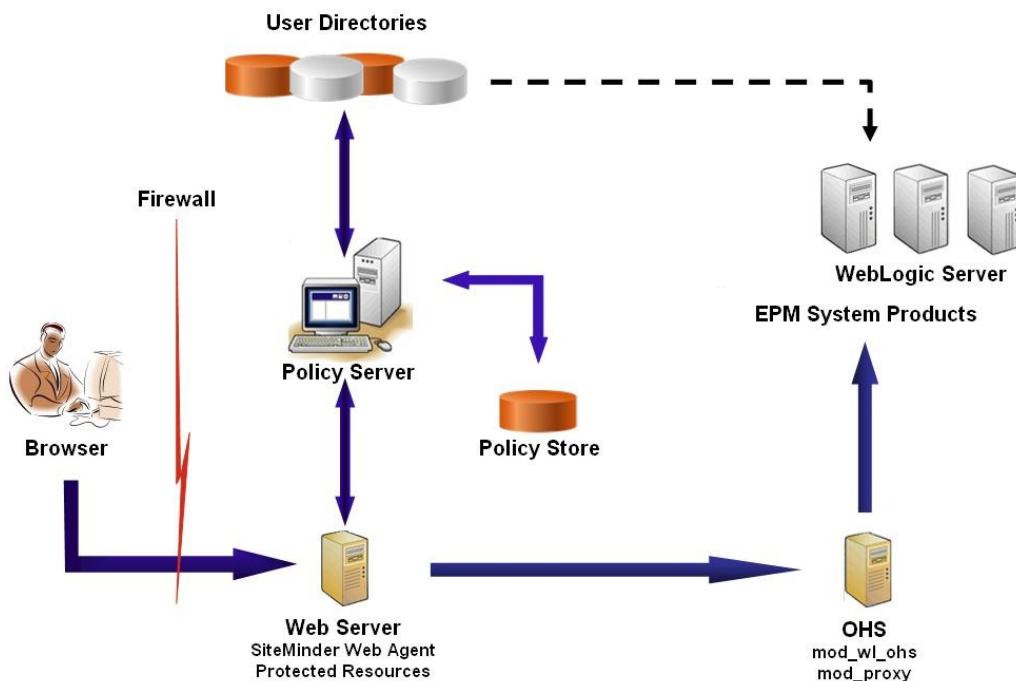 User Directories
Firewall
WebLogic Server
EPM System Products
Policy Server
Policy Store
Browser
Web Server
SiteMinder Web Agent
Protected Resources
OHS
mod_wl_ohs
mod_proxy